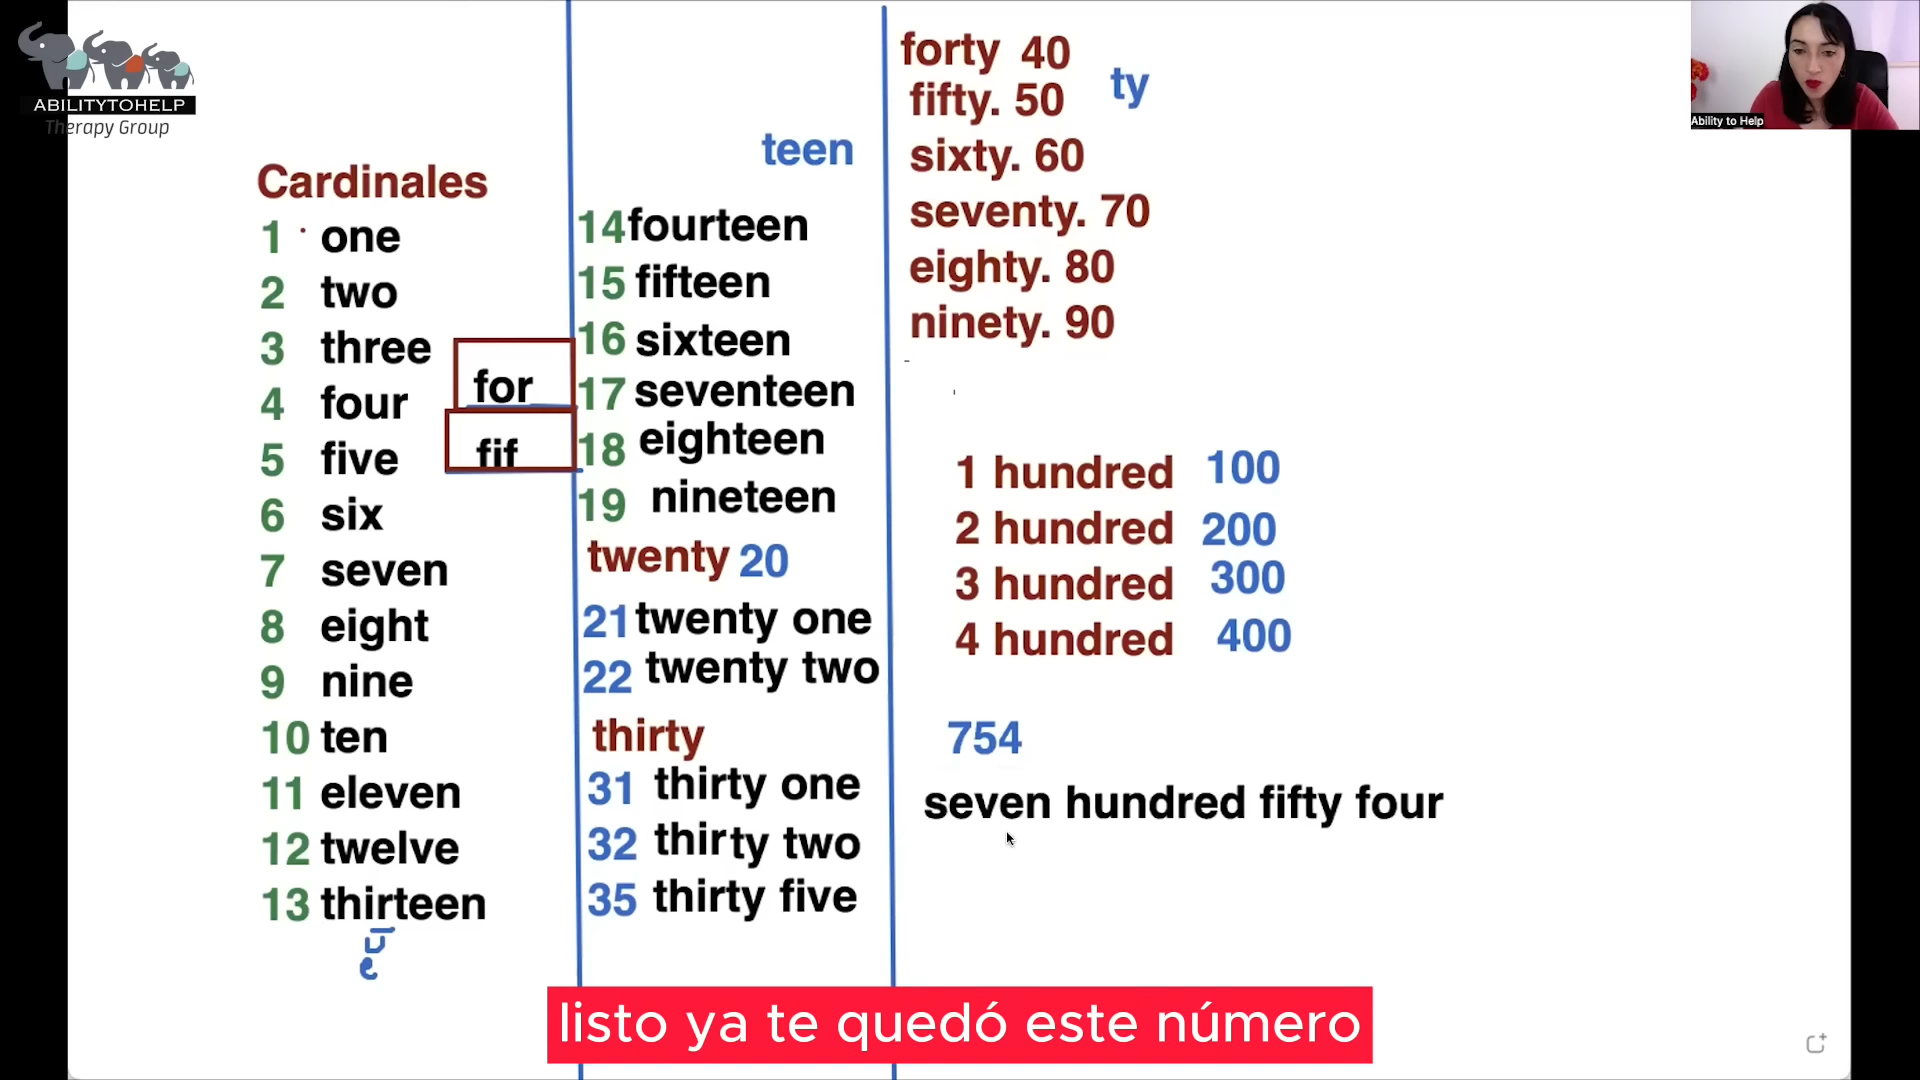 ABILITYTOHELP
Therapy Group
Cardinales
1 one
2 two
3 three
4 four
5 five
6 six
7 seven
8 eight
9 nine
10 ten
11 eleven
12 twelve
13 thirteen
ū
e
for
fif
teen
14 fourteen
15 fifteen
16 sixteen
17 seventeen
18 eighteen
19 nineteen
twenty 20
21 twenty one
22 twenty two
thirty
31 thirty one
32 thirty two
35 thirty five
forty 40
fifty. 50
ty
sixty. 60
seventy. 70
eighty. 80
ninety. 90
1 hundred 100
2 hundred 200
3 hundred 300
4 hundred 400
754
seven hundred fifty four
Ability to Help
listo ya te quedó este número